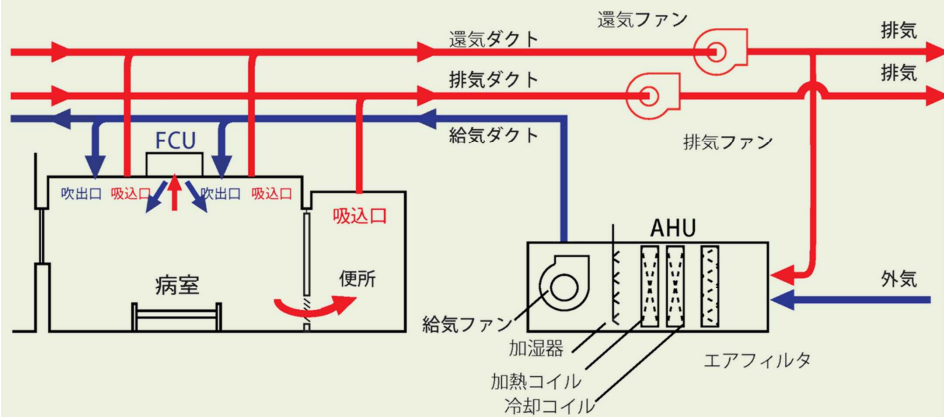 還気ファン
還気ダクト
排気
排気ダクト
排気
給気ダクト
排気ファン
FCU
吹出口
吸込口
吹出口
吸込口
吸込口
病室
便所
AHU
外気
給気ファン
加湿器
エアフィルタ
加熱コイル
冷却コイル